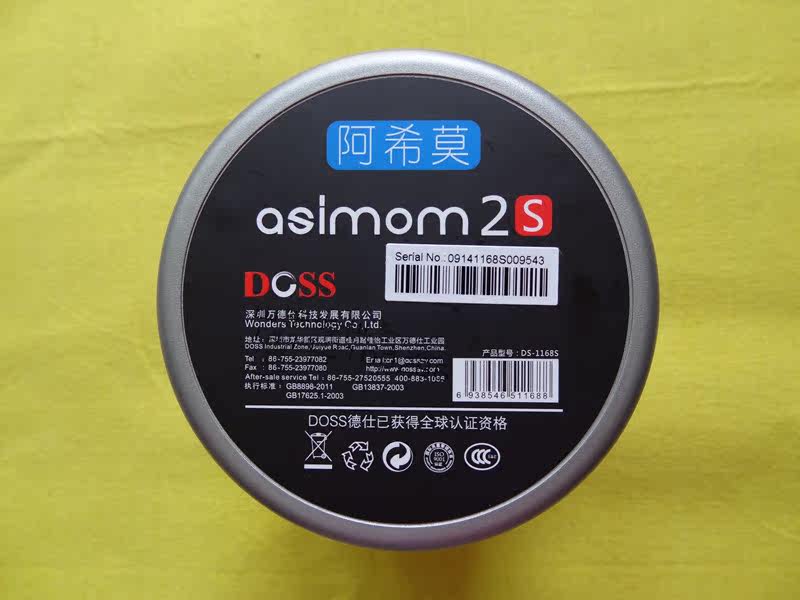 阿希莫
asimom 2S
Serial No.:09141168S009543
DOSS
深圳万德仕科技发展有限公司
Wonders Technology Co.,Ltd.
DOSS Industrial Zone, Juiyue Road, Guanlan Town, Shenzhen, China.
Tel : 86-755-23977082
Fax : 86-755-23977080
After-sale service Tel : 86-755-27520555 400-883-1055
执行标准: GB8898-2011 GB13837-2003
GB17625.1-2003
产品型号: DS-1168S
6 938546 511688
DOSS德仕已获得全球认证资格
ISO
9001